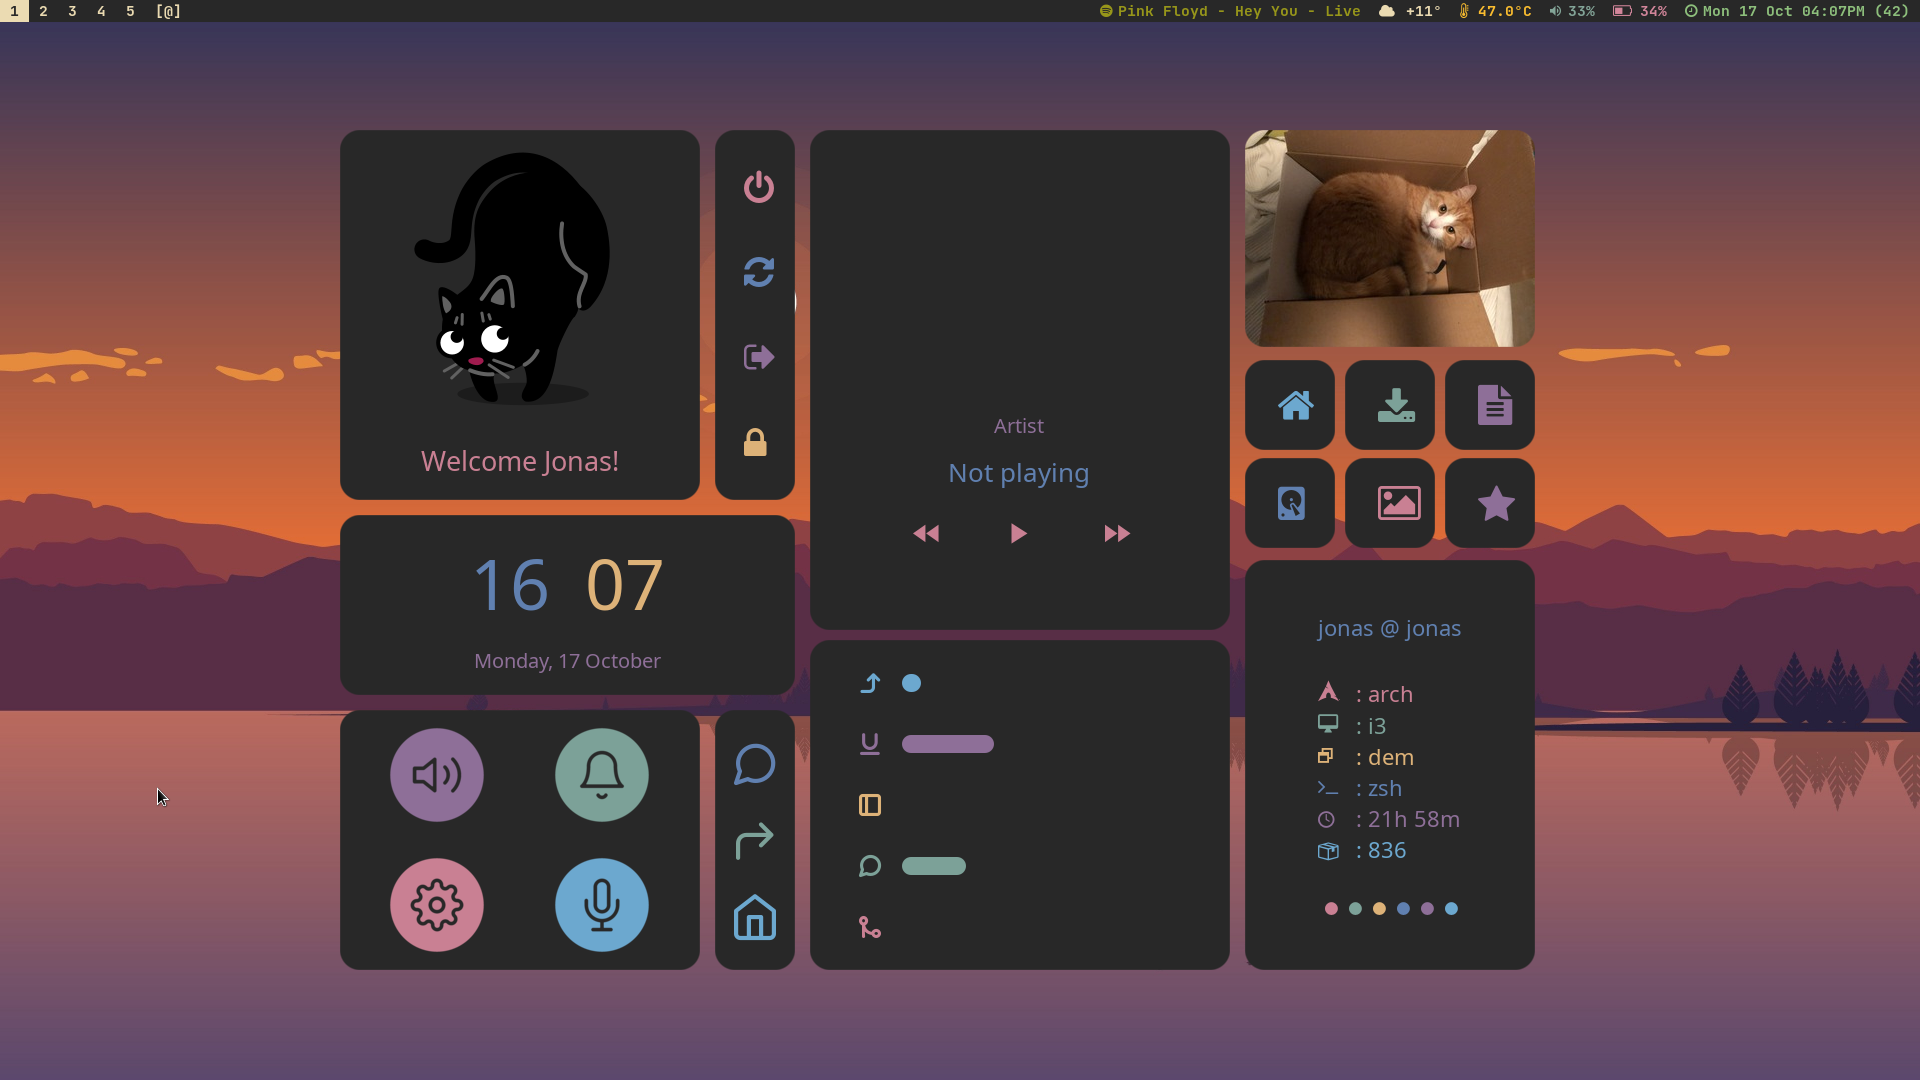 1 2 3 4 5 [@] Pink Floyd - Hey You - Live +11° 47.0°C 33% 34% Mon 17 Oct 04:07PM (42)
Welcome Jonas!
16 07
Monday, 17 October
Artist
Not playing
jonas @ jonas
: arch
: i3
: dem
: zsh
: 21h 58m
: 836